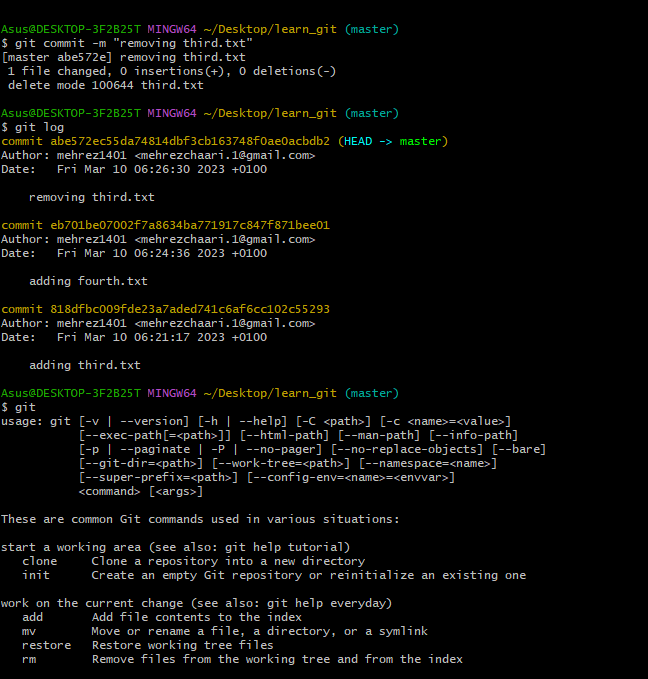 Asus@DESKTOP-3F2B25T MINGW64 ~/Desktop/learn_git (master)
$ git commit -m "removing third.txt"
[master abe572e] removing third.txt
 1 file changed, 0 insertions(+), 0 deletions(-)
 delete mode 100644 third.txt

Asus@DESKTOP-3F2B25T MINGW64 ~/Desktop/learn_git (master)
$ git log
commit abe572ec55da74814dbf3cb163748f0ae0acbdb2 (HEAD -> master)
Author: mehrez1401 <mehrezchaari.1@gmail.com>
Date:   Fri Mar 10 06:26:30 2023 +0100

    removing third.txt

commit eb701be07002f7a8634ba771917c847f871bee01
Author: mehrez1401 <mehrezchaari.1@gmail.com>
Date:   Fri Mar 10 06:24:36 2023 +0100

    adding fourth.txt

commit 818dfbc009fde23a7aded741c6af6cc102c55293
Author: mehrez1401 <mehrezchaari.1@gmail.com>
Date:   Fri Mar 10 06:21:17 2023 +0100

    adding third.txt

Asus@DESKTOP-3F2B25T MINGW64 ~/Desktop/learn_git (master)
$ git
usage: git [-v | --version] [-h | --help] [-C <path>] [-c <name>=<value>]
           [--exec-path[=<path>]] [--html-path] [--man-path] [--info-path]
           [-p | --paginate | -P | --no-pager] [--no-replace-objects] [--bare]
           [--git-dir=<path>] [--work-tree=<path>] [--namespace=<name>]
           [--super-prefix=<path>] [--config-env=<name>=<envvar>]
           <command> [<args>]

These are common Git commands used in various situations:

start a working area (see also: git help tutorial)
   clone     Clone a repository into a new directory
   init      Create an empty Git repository or reinitialize an existing one

work on the current change (see also: git help everyday)
   add       Add file contents to the index
   mv        Move or rename a file, a directory, or a symlink
   restore   Restore working tree files
   rm        Remove files from the working tree and from the index